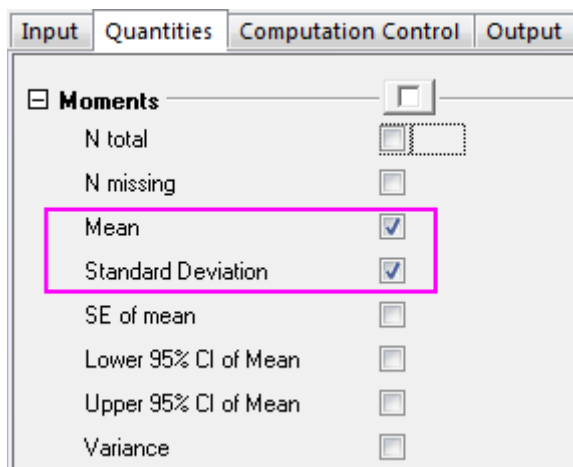 Input Quantities Computation Control Output
Moments
N total
N missing
Mean
Standard Deviation
SE of mean
Lower 95% CI of Mean
Upper 95% CI of Mean
Variance